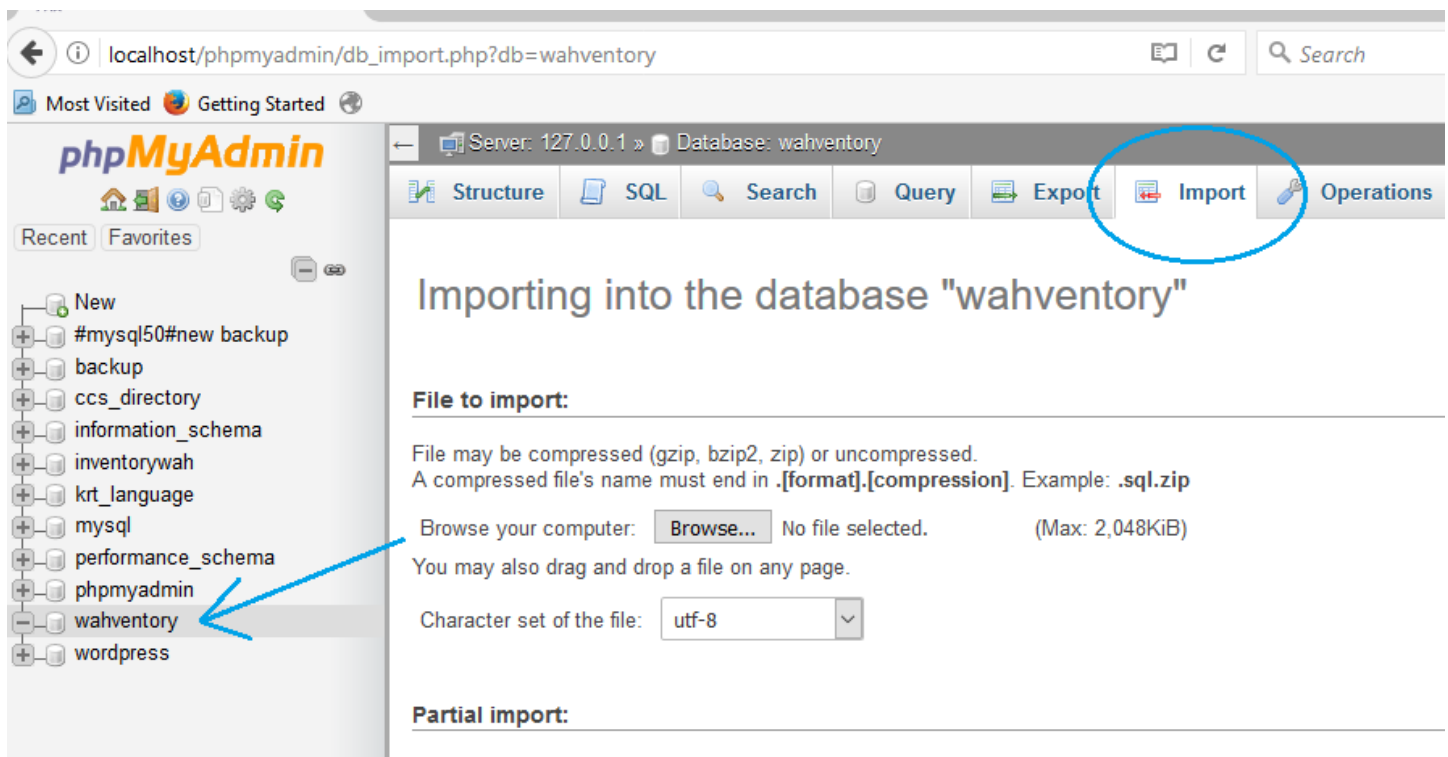 localhost/phpmyadmin/db_import.php?db=wahventory
Search
Most Visited Getting Started
phpMyAdmin
Server: 127.0.0.1 » Database: wahventory
Structure SQL Search Query Export Import Operations
Recent Favorites
New
#mysql50#new backup
backup
ccs_directory
information_schema
inventorywah
krt_language
mysql
performance_schema
phpmyadmin
wahventory
wordpress
Importing into the database "wahventory"
File to import:
File may be compressed (gzip, bzip2, zip) or uncompressed.
A compressed file's name must end in .[format].[compression]. Example: .sql.zip
Browse your computer: Browse... No file selected. (Max: 2,048KiB)
You may also drag and drop a file on any page.
Character set of the file: utf-8
Partial import: